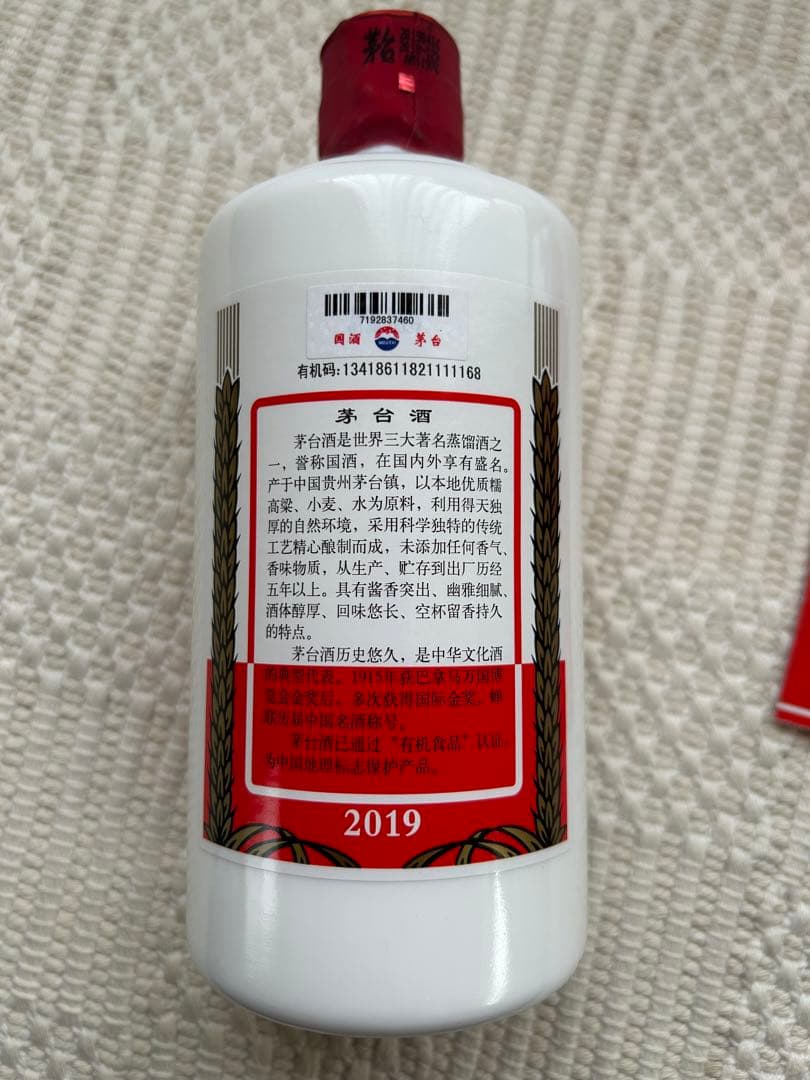 茅台
7192837460
国酒 MOUTAI 茅台
有机码:13418611821111168
茅台酒
茅台酒是世界三大著名蒸馏酒之
一，誉称国酒，在国内外享有盛名。
产于中国贵州茅台镇，以本地优质糯
高粱、小麦、水为原料，利用得天独
厚的自然环境，采用科学独特的传统
工艺精心酿制而成，未添加任何香气、
香味物质，从生产、贮存到出厂历经
五年以上。具有酱香突出、幽雅细腻、
酒体醇厚、回味悠长、空杯留香持久
的特点。
茅台酒历史悠久，是中华文化酒
的典型代表。1915年获巴拿马万国博
览会金奖后，多次获得国际金奖，蝉
联历届中国名酒称号。
茅台酒已通过“有机食品”认证，
为中国地理标志保护产品。
2019